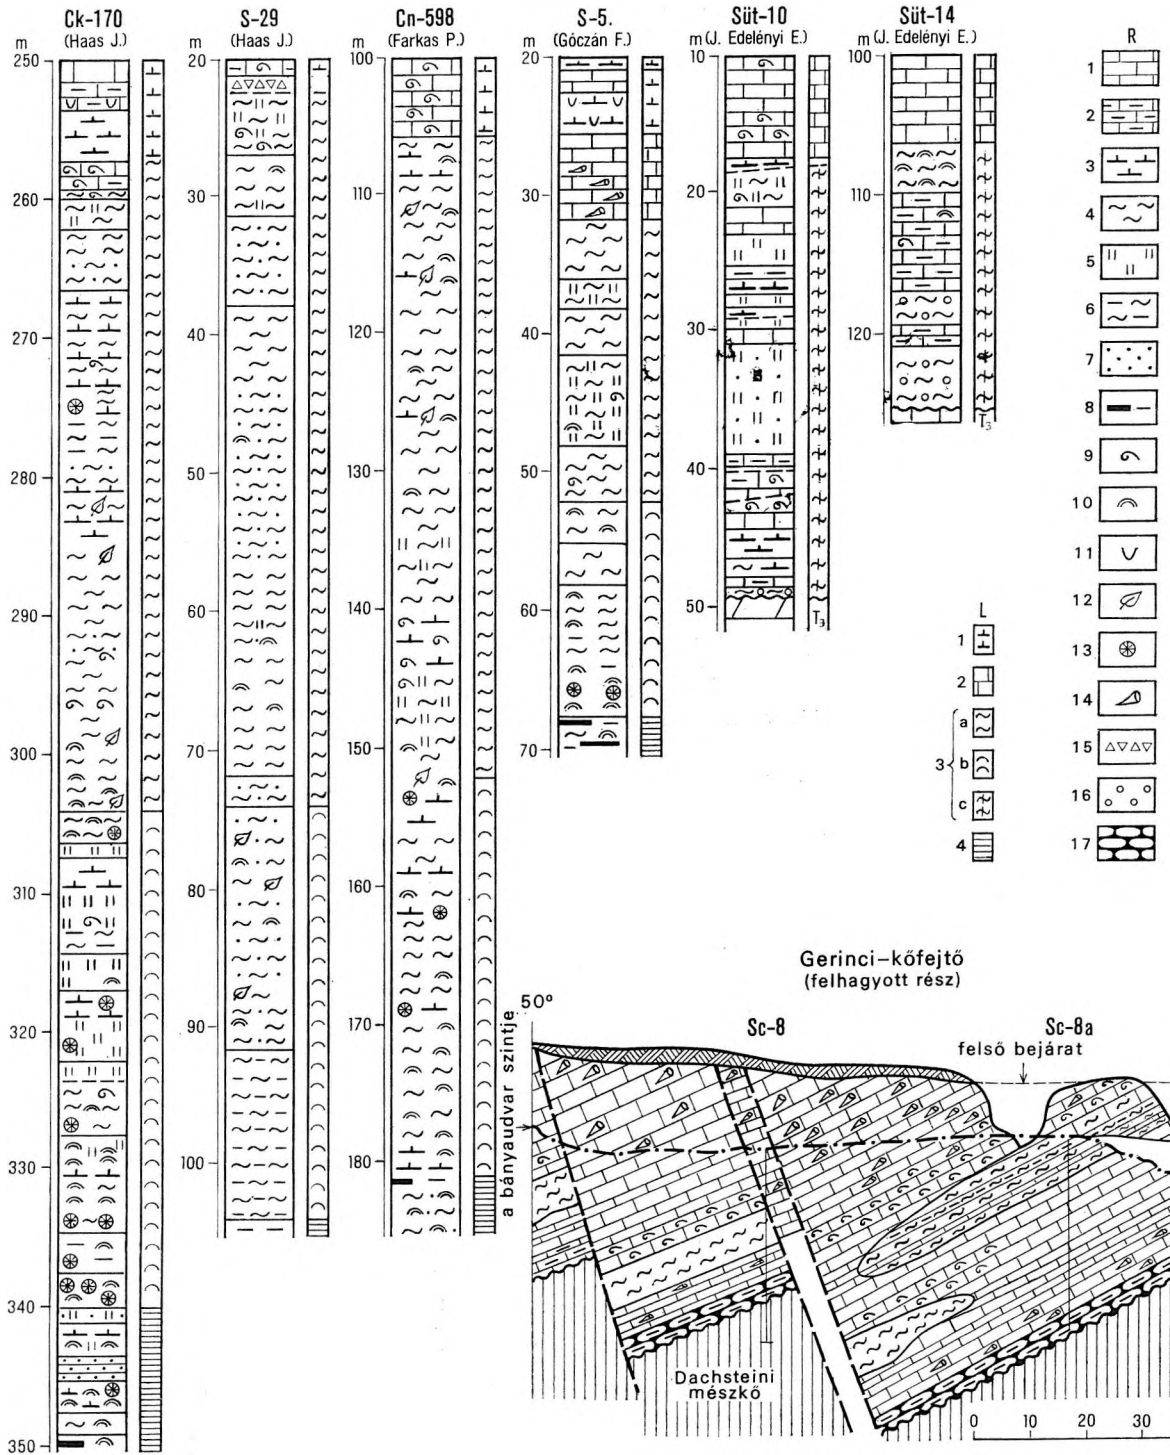 Ck-170
(Haas J.)
m
250
260
270
280
290
300
310
320
330
340
350
S-29
(Haas J.)
m
20
30
40
50
60
70
80
90
100
Cn-598
(Farkas P.)
m
100
110
120
130
140
150
160
170
180
S-5.
(Góczán F.)
m
20
30
40
50
60
70
Süt-10
m (J. Edelényi E.)
10
20
30
40
50
T₃
Süt-14
m (J. Edelényi E.)
100
110
120
T₃
L
1
2
3
a
b
c
4
R
1
2
3
4
5
6
7
8
9
10
11
12
13
14
15
16
17
Gerinci-kőfejtő
(felhagyott rész)
50°
Sc-8
Sc-8a
felső bejárat
a bányaudvar szintje
Dachsteini
mészkő
0 10 20 30